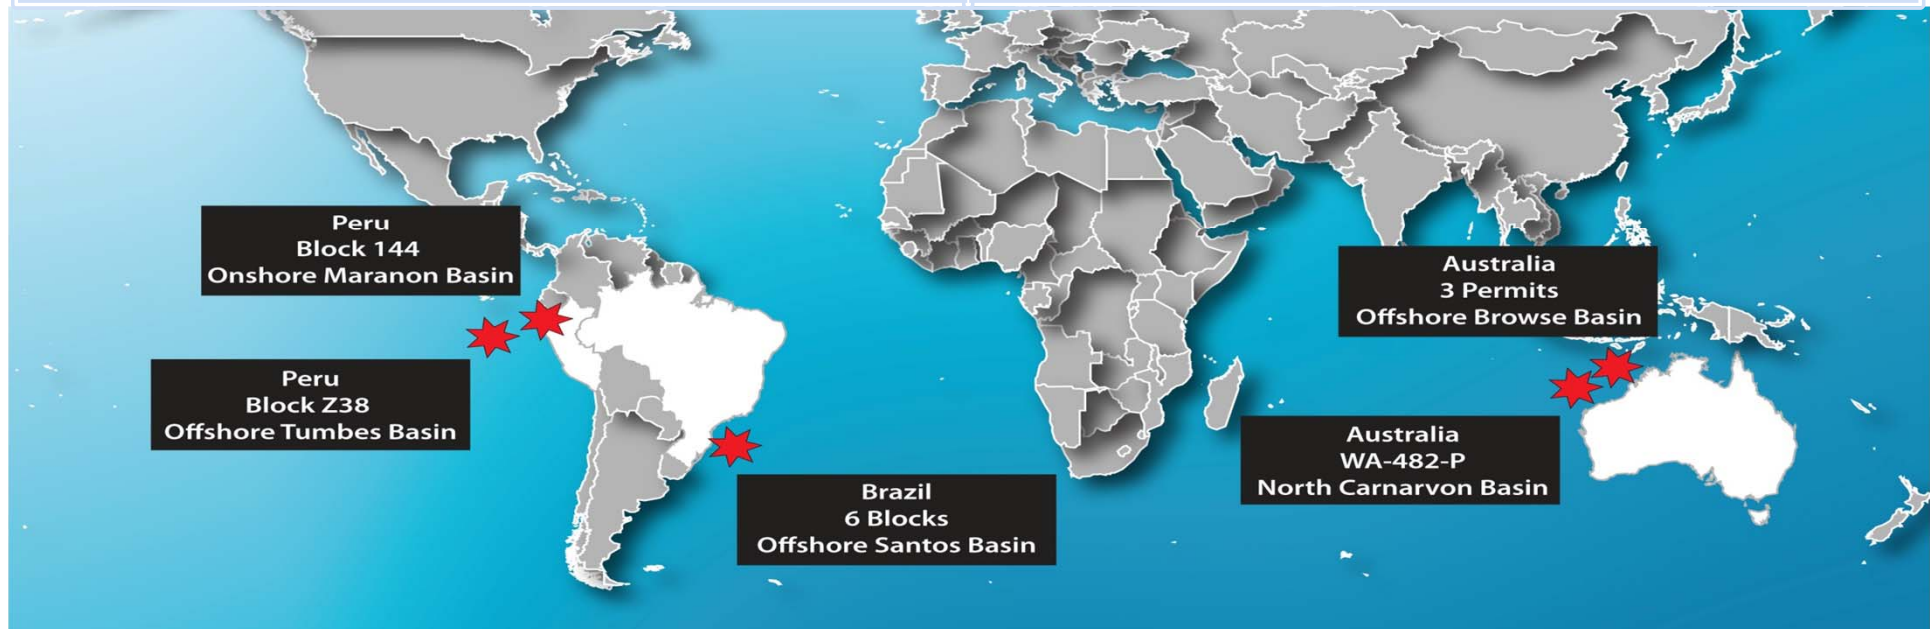 Peru
Block 144
Onshore Maranon Basin
Peru
Block Z38
Offshore Tumbes Basin
Brazil
6 Blocks
Offshore Santos Basin
Australia
3 Permits
Offshore Browse Basin
Australia
WA-482-P
North Carnarvon Basin